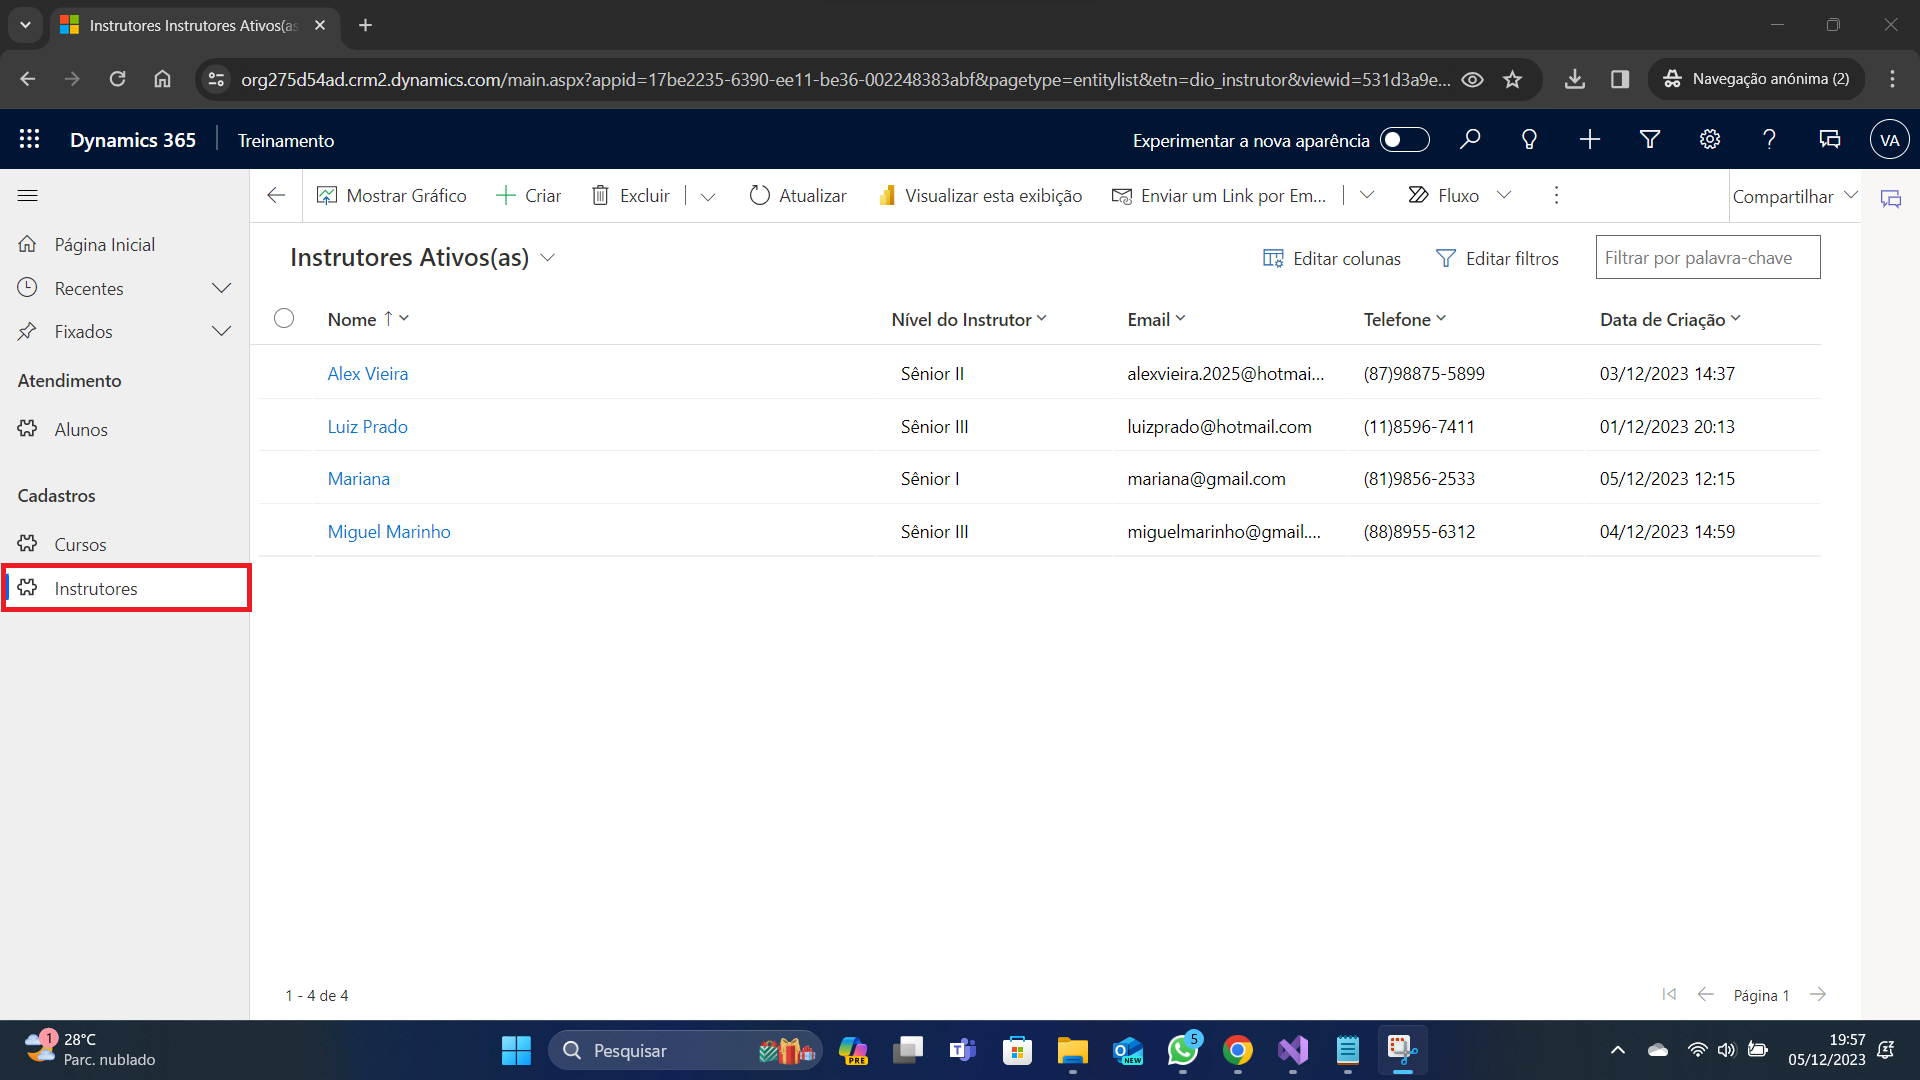 Instrutores Instrutores Ativos(as
org275d54ad.crm2.dynamics.com/main.aspx?appid=17be2235-6390-ee11-be36-002248383abf&pagetype=entitylist&etn=dio_instrutor&viewid=531d3a9e...
Navegação anónima (2)
Dynamics 365
Treinamento
Experimentar a nova aparência
VA
Mostrar Gráfico
Criar
Excluir
Atualizar
Visualizar esta exibição
Enviar um Link por Em...
Fluxo
Compartilhar
Página Inicial
Recentes
Fixados
Atendimento
Alunos
Cadastros
Cursos
Instrutores
Instrutores Ativos(as)
Editar colunas
Editar filtros
Filtrar por palavra-chave
Nome Nível do Instrutor Email Telefone Data de Criação
Alex Vieira Sênior II alexvieira.2025@hotmai... (87)98875-5899 03/12/2023 14:37
Luiz Prado Sênior III luizprado@hotmail.com (11)8596-7411 01/12/2023 20:13
Mariana Sênior I mariana@gmail.com (81)9856-2533 05/12/2023 12:15
Miguel Marinho Sênior III miguelmarinho@gmail.... (88)8955-6312 04/12/2023 14:59
1 - 4 de 4
Página 1
1
28°C
Parc. nublado
Pesquisar
PRE
NEW
5
19:57
05/12/2023